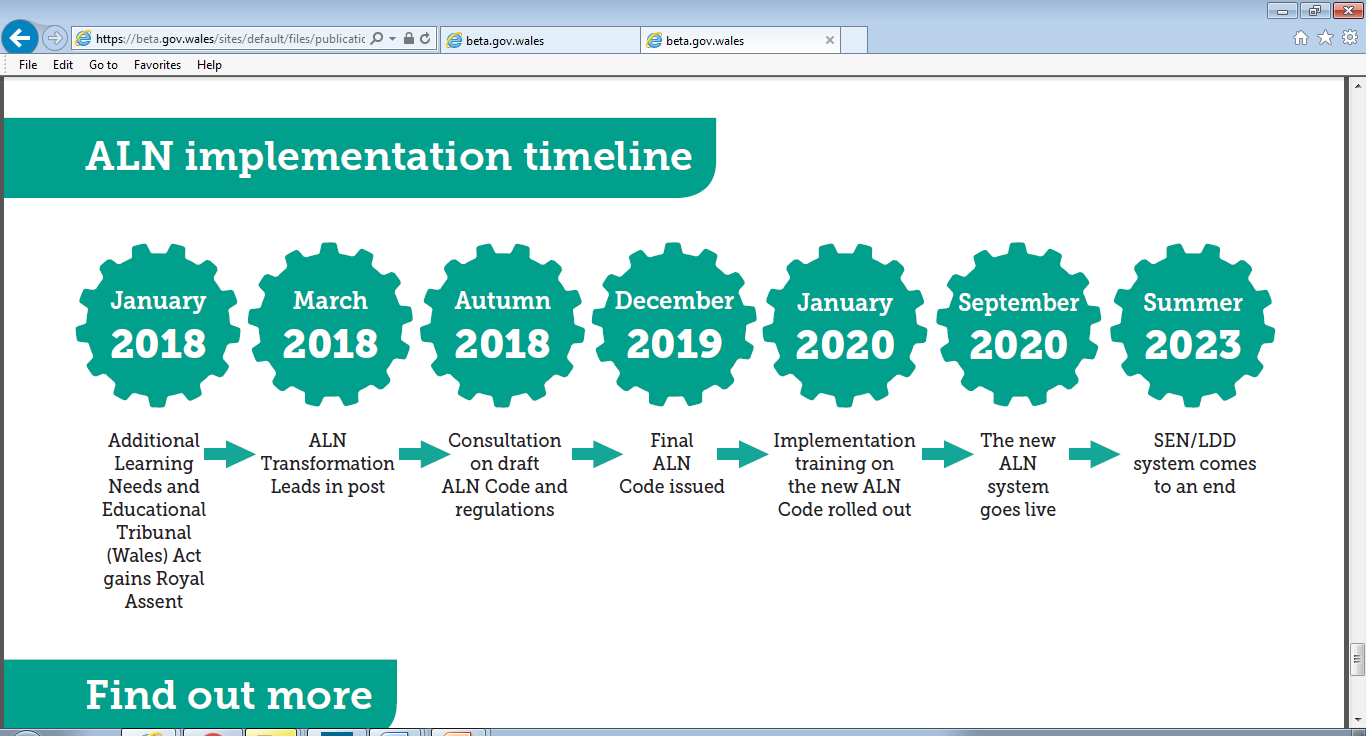 https://beta.gov.wales/sites/default/files/publicatic
beta.gov.wales
beta.gov.wales
File Edit Go to Favorites Help
ALN implementation timeline
January
2018
March
2018
Autumn
2018
December
2019
January
2020
September
2020
Summer
2023
Additional
Learning
Needs and
Educational
Tribunal
(Wales) Act
gains Royal
Assent
ALN
Transformation
Leads in post
Consultation
on draft
ALN Code and
regulations
Final
ALN
Code issued
Implementation
training on
the new ALN
Code rolled out
The new
ALN
system
goes live
SEN/LDD
system comes
to an end
Find out more